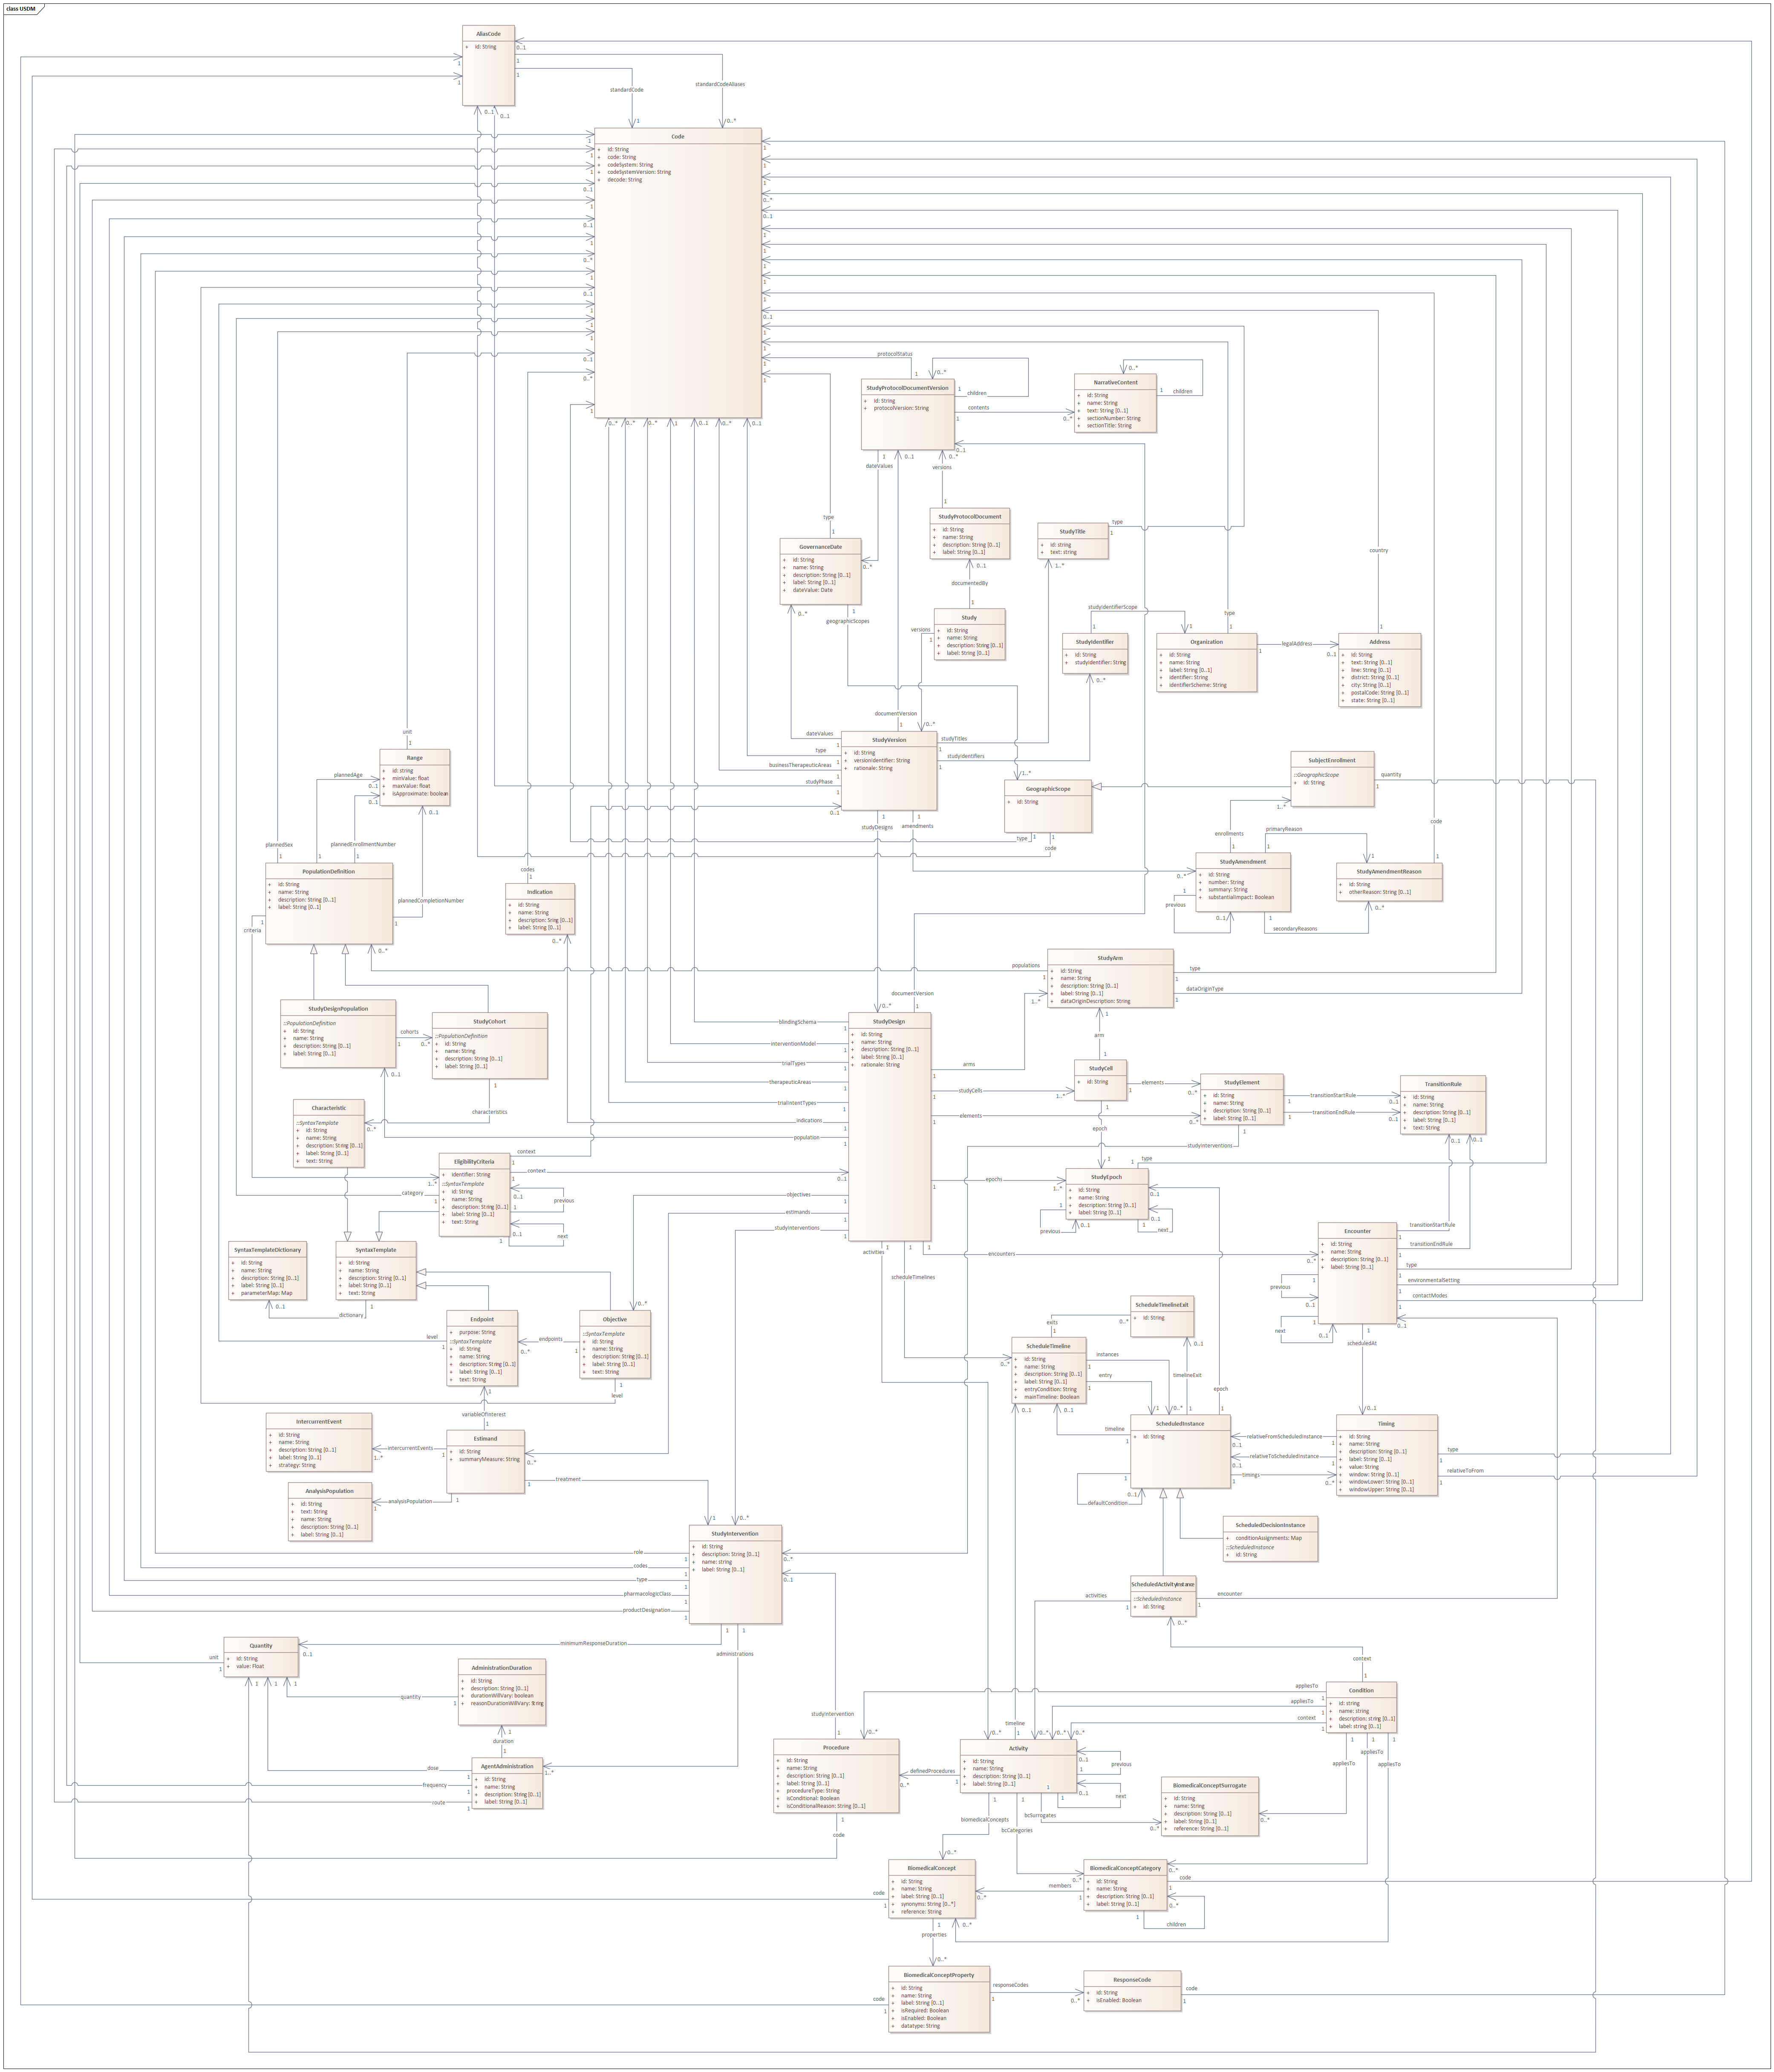 class USDM
AliasCode
+ id: String
standardCode
standardCodeAliases
Code
+ id: String
+ code: String
+ codeSystem: String
+ codeSystemVersion: String
+ decode: String
protocolStatus
StudyProtocolDocumentVersion
+ id: String
+ protocolVersion: String
children
contents
dateValues
NarrativeContent
+ id: String
+ name: String
+ text: String [0..1]
+ sectionNumber: String
+ sectionTitle: String
children
versions
StudyProtocolDocument
+ id: String
+ name: String
+ description: String [0..1]
+ label: String [0..1]
documentedBy
StudyTitle
+ id: string
+ text: string
type
type
GovernanceDate
+ id: String
+ name: String
+ description: String [0..1]
+ label: String [0..1]
+ dateValue: Date
geographicScopes
country
Study
+ id: String
+ name: String
+ description: String [0..1]
+ label: String [0..1]
versions
studyIdentifierScope
StudyIdentifier
+ id: String
+ studyIdentifier: String
type
Organization
+ id: String
+ name: String
+ label: String [0..1]
+ identifier: String
+ identifierScheme: String
legalAddress
Address
+ id: String
+ text: String [0..1]
+ line: String [0..1]
+ district: String [0..1]
+ city: String [0..1]
+ postalCode: String [0..1]
+ state: String [0..1]
documentVersion
StudyVersion
+ id: String
+ versionIdentifier: String
+ rationale: String
dateValues
type
businessTherapeuticAreas
studyPhase
studyTitles
studyIdentifiers
studyDesigns
amendments
unit
Range
+ id: string
+ minValue: float
+ maxValue: float
+ isApproximate: boolean
plannedAge
GeographicScope
+ id: String
type
code
SubjectEnrollment
::GeographicScope
+ id: String
quantity
enrollments
primaryReason
code
StudyAmendment
+ id: String
+ number: String
+ summary: String
+ substantialImpact: Boolean
previous
secondaryReasons
StudyAmendmentReason
+ id: String
+ otherReason: String [0..1]
plannedSex
plannedEnrollmentNumber
PopulationDefinition
+ id: String
+ name: String
+ description: String [0..1]
+ label: String [0..1]
plannedCompletionNumber
criteria
codes
Indication
+ id: String
+ name: String
+ description: String [0..1]
+ label: String [0..1]
populations
StudyArm
+ id: String
+ name: String
+ description: String [0..1]
+ label: String [0..1]
+ dataOriginDescription: String
type
dataOriginType
arm
documentVersion
StudyDesignPopulation
::PopulationDefinition
+ id: String
+ name: String
+ description: String [0..1]
+ label: String [0..1]
cohorts
StudyCohort
::PopulationDefinition
+ id: String
+ name: String
+ description: String [0..1]
+ label: String [0..1]
characteristics
StudyDesign
+ id: String
+ name: String
+ description: String [0..1]
+ label: String [0..1]
+ rationale: String
blindingSchema
interventionModel
trialTypes
therapeuticAreas
trialIntentTypes
indications
population
objectives
estimands
studyInterventions
arms
studyCells
elements
epochs
encounters
activities
scheduleTimelines
StudyCell
+ id: String
elements
epoch
StudyElement
+ id: String
+ name: String
+ description: String [0..1]
+ label: String [0..1]
transitionStartRule
transitionEndRule
studyInterventions
TransitionRule
+ id: String
+ name: String
+ description: String [0..1]
+ label: String [0..1]
+ text: String
Characteristic
::SyntaxTemplate
+ id: String
+ name: String
+ description: String [0..1]
+ label: String [0..1]
+ text: String
EligibilityCriteria
+ identifier: String
::SyntaxTemplate
+ id: String
+ name: String
+ description: String [0..1]
+ label: String [0..1]
+ text: String
context
context
category
previous
next
StudyEpoch
+ id: String
+ name: String
+ description: String [0..1]
+ label: String [0..1]
type
previous
next
SyntaxTemplateDictionary
+ id: String
+ name: String
+ description: String [0..1]
+ label: String [0..1]
+ parameterMap: Map
SyntaxTemplate
+ id: String
+ name: String
+ description: String [0..1]
+ label: String [0..1]
+ text: String
dictionary
Encounter
+ id: String
+ name: String
+ description: String [0..1]
+ label: String [0..1]
transitionStartRule
transitionEndRule
type
environmentalSetting
contactModes
previous
next
scheduledAt
Endpoint
+ purpose: String
::SyntaxTemplate
+ id: String
+ name: String
+ description: String [0..1]
+ label: String [0..1]
+ text: String
level
endpoints
Objective
::SyntaxTemplate
+ id: String
+ name: String
+ description: String [0..1]
+ label: String [0..1]
+ text: String
level
variableOfInterest
ScheduleTimelineExit
+ id: String
exits
ScheduleTimeline
+ id: String
+ name: String
+ description: String [0..1]
+ label: String [0..1]
+ entryCondition: String
+ mainTimeline: Boolean
instances
entry
timelineExit
epoch
timeline
IntercurrentEvent
+ id: String
+ name: String
+ description: String [0..1]
+ label: String [0..1]
+ strategy: String
intercurrentEvents
Estimand
+ id: String
+ summaryMeasure: String
treatment
analysisPopulation
AnalysisPopulation
+ id: String
+ text: String
+ name: String
+ description: String [0..1]
+ label: String [0..1]
ScheduledInstance
+ id: String
relativeFromScheduledInstance
relativeToScheduledInstance
timings
defaultCondition
Timing
+ id: String
+ name: String
+ description: String [0..1]
+ label: String [0..1]
+ value: String
+ window: String [0..1]
+ windowLower: String [0..1]
+ windowUpper: String [0..1]
type
relativeToFrom
ScheduledDecisionInstance
+ conditionAssignments: Map
::ScheduledInstance
+ id: String
StudyIntervention
+ id: String
+ description: String [0..1]
+ name: string
+ label: String [0..1]
role
codes
type
pharmacologicClass
productDesignation
minimumResponseDuration
administrations
ScheduledActivityInstance
::ScheduledInstance
+ id: String
activities
encounter
context
Quantity
+ id: String
+ value: Float
unit
quantity
AdministrationDuration
+ id: String
+ description: String [0..1]
+ durationWillVary: boolean
+ reasonDurationWillVary: String
duration
AgentAdministration
+ id: String
+ name: String
+ description: String [0..1]
+ label: String [0..1]
dose
frequency
route
Condition
+ id: string
+ name: string
+ description: string [0..1]
+ label: string [0..1]
appliesTo
appliesTo
context
appliesTo
appliesTo
appliesTo
studyIntervention
timeline
Procedure
+ id: String
+ name: String
+ description: String [0..1]
+ label: String [0..1]
+ procedureType: String
+ isConditional: Boolean
+ isConditionalReason: String [0..1]
code
definedProcedures
Activity
+ id: String
+ name: String
+ description: String [0..1]
+ label: String [0..1]
previous
next
biomedicalConcepts
bcCategories
bcSurrogates
BiomedicalConceptSurrogate
+ id: String
+ name: String
+ description: String [0..1]
+ label: String [0..1]
+ reference: String [0..1]
BiomedicalConcept
+ id: String
+ name: String
+ label: String [0..1]
+ synonyms: String [0..*]
+ reference: String
code
members
properties
BiomedicalConceptCategory
+ id: String
+ name: String
+ description: String [0..1]
+ label: String [0..1]
code
children
BiomedicalConceptProperty
+ id: String
+ name: String
+ label: String [0..1]
+ isRequired: Boolean
+ isEnabled: Boolean
+ datatype: String
code
responseCodes
ResponseCode
+ id: String
+ isEnabled: Boolean
code